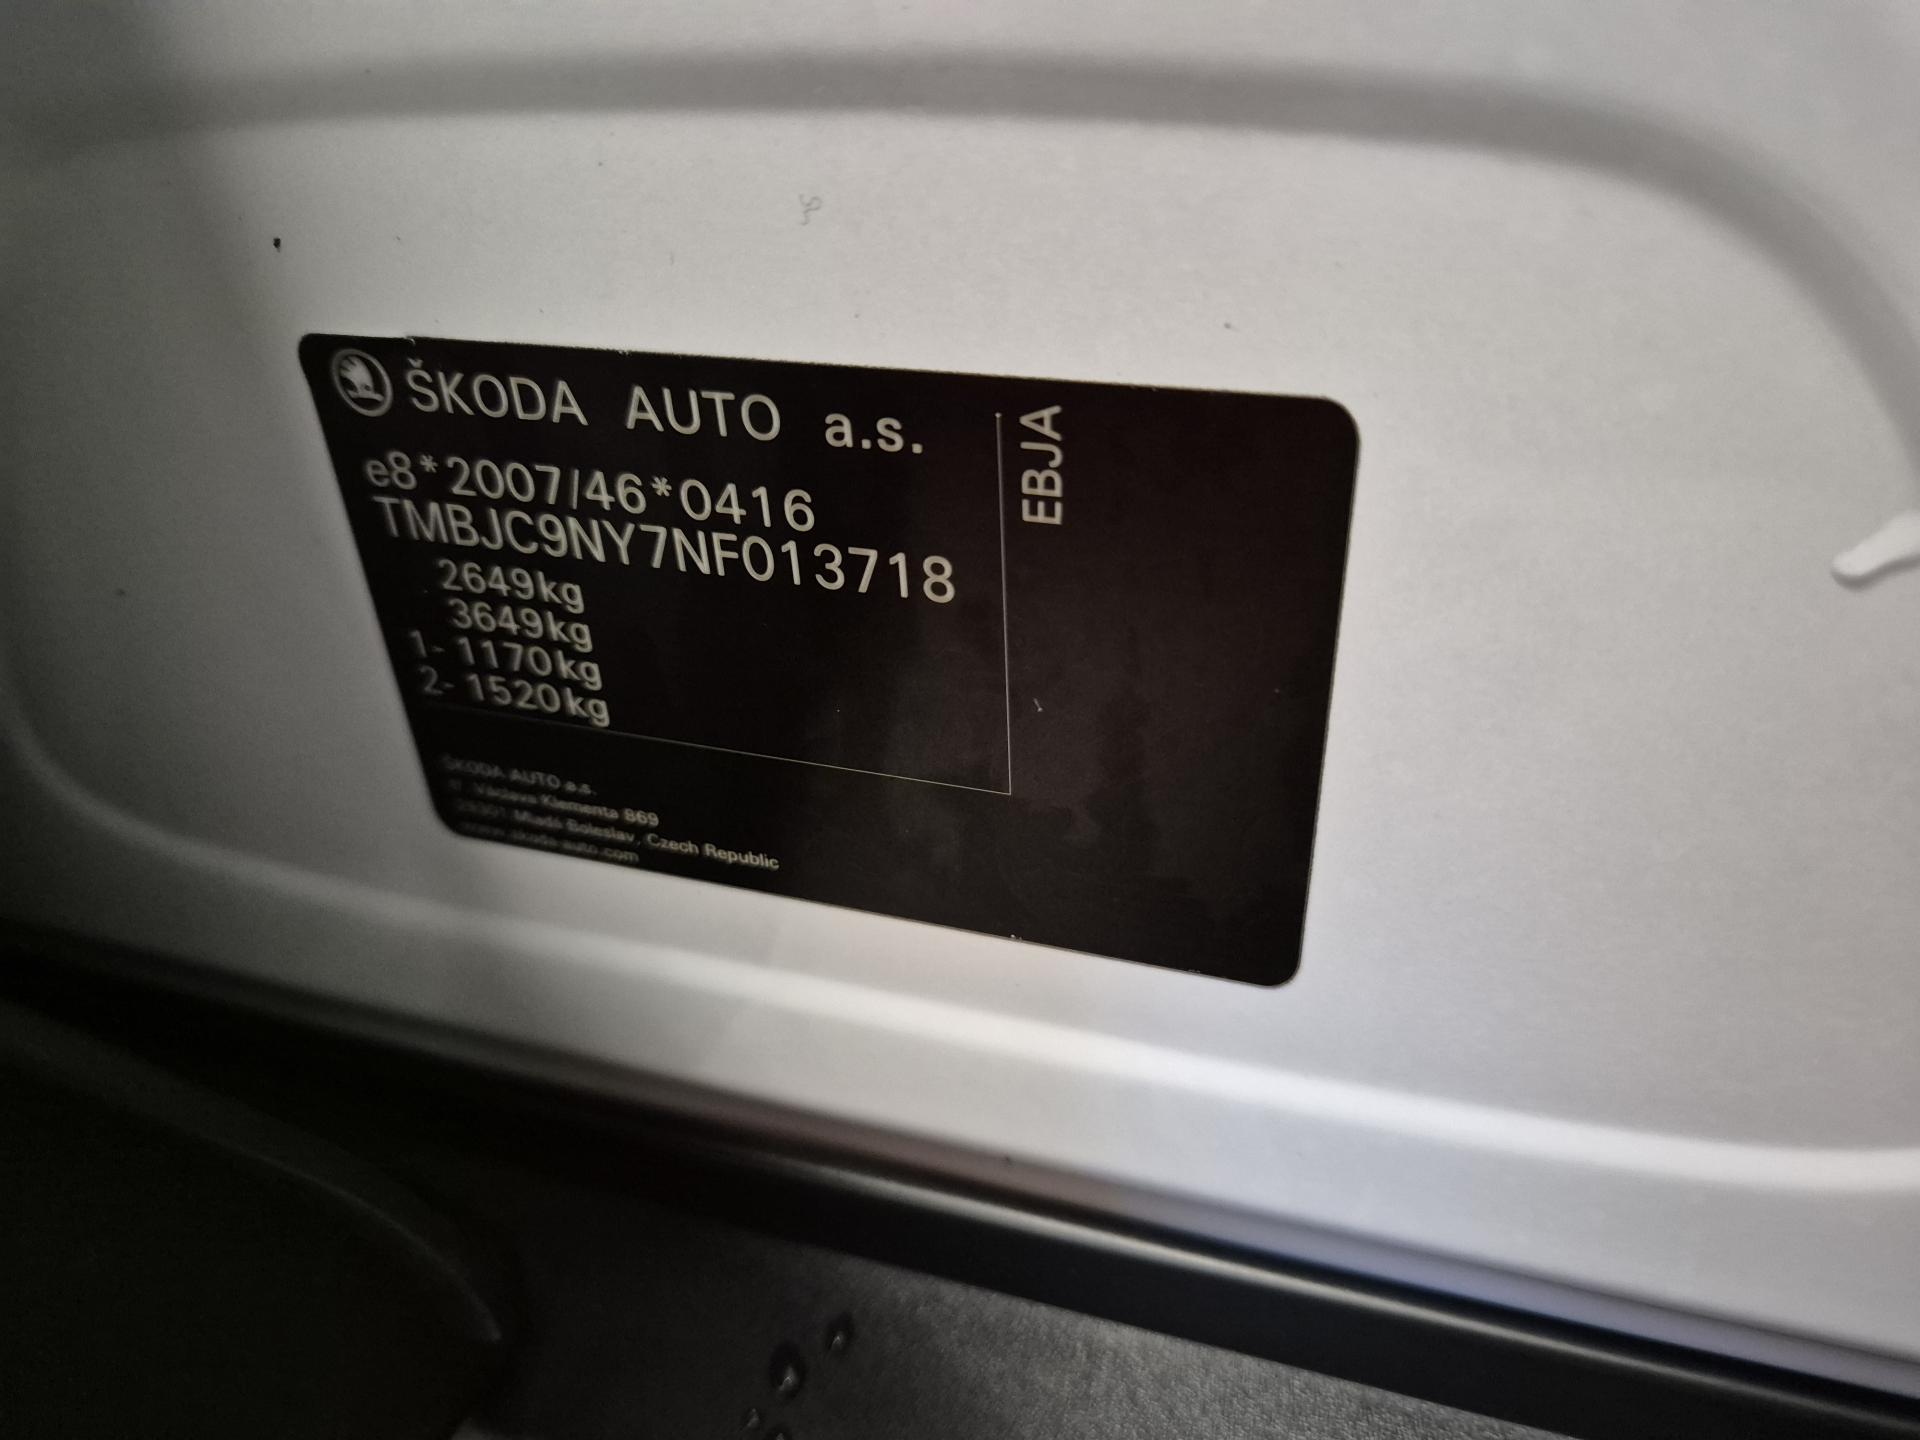 ŠKODA AUTO a.s.
e8*2007/46*0416
TMBJC9NY7NF013718
2649kg
3649kg
1- 1170kg
2- 1520kg
EBJA
ŠKODA AUTO a.s.
tř. Václava Klementa 869
29301 Mladá Boleslav, Czech Republic
www.skoda-auto.com